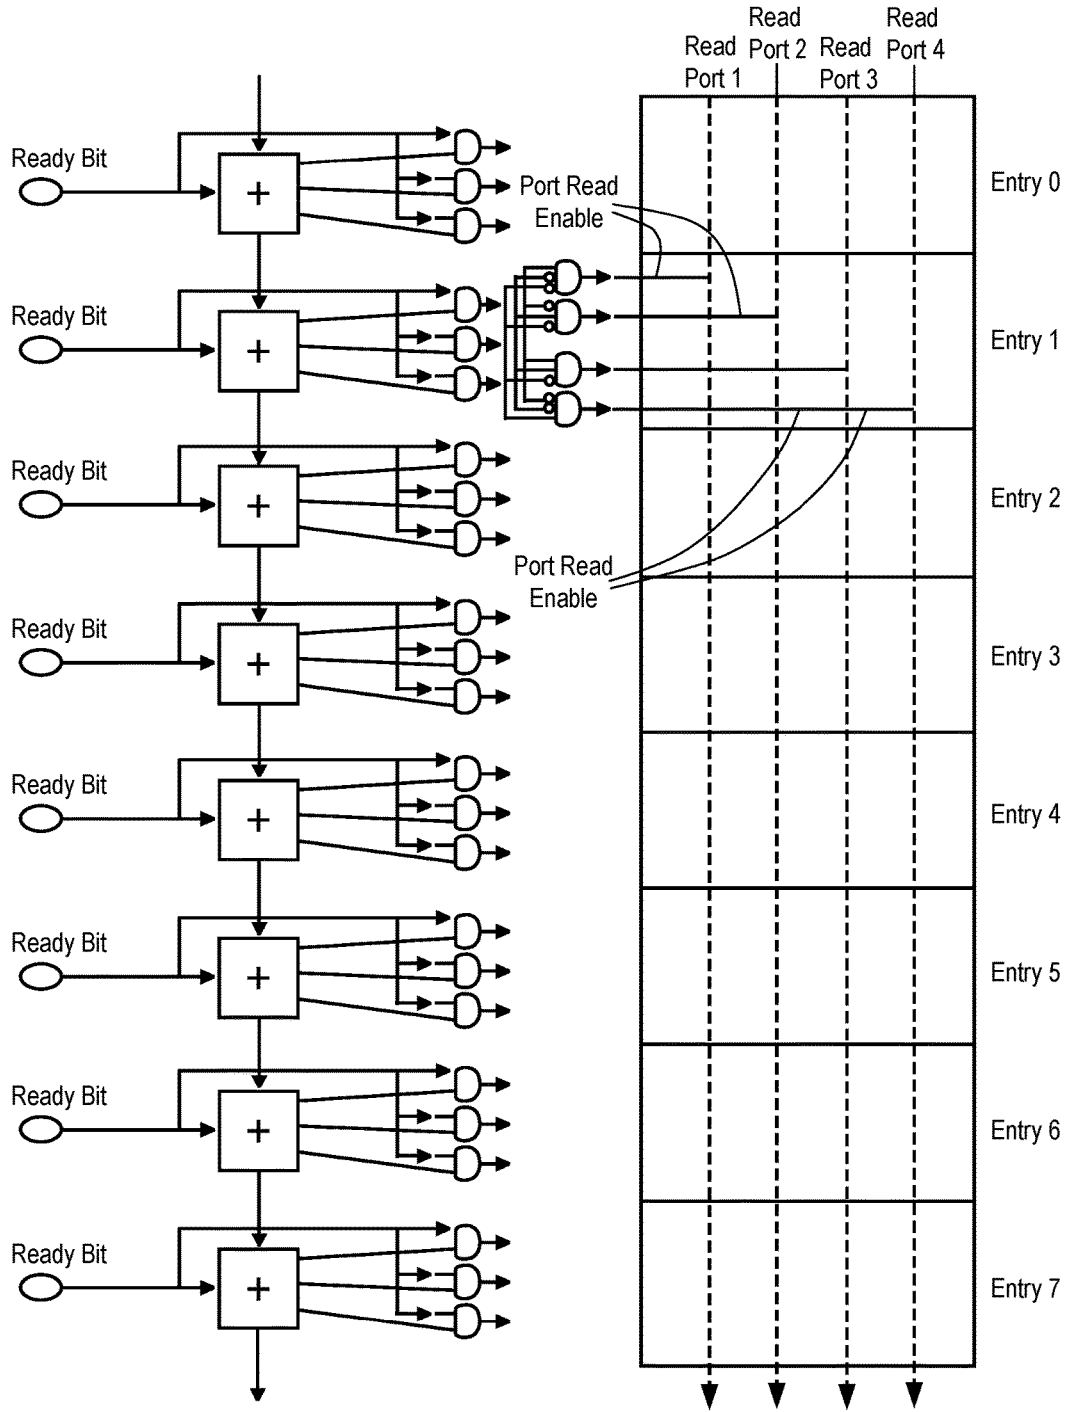 Read
Port 1
Read
Port 2
Read
Port 3
Read
Port 4
Ready Bit
+
Port Read
Enable
Entry 0
Ready Bit
+
Entry 1
Ready Bit
+
Entry 2
Port Read
Enable
Ready Bit
+
Entry 3
Ready Bit
+
Entry 4
Ready Bit
+
Entry 5
Ready Bit
+
Entry 6
Ready Bit
+
Entry 7